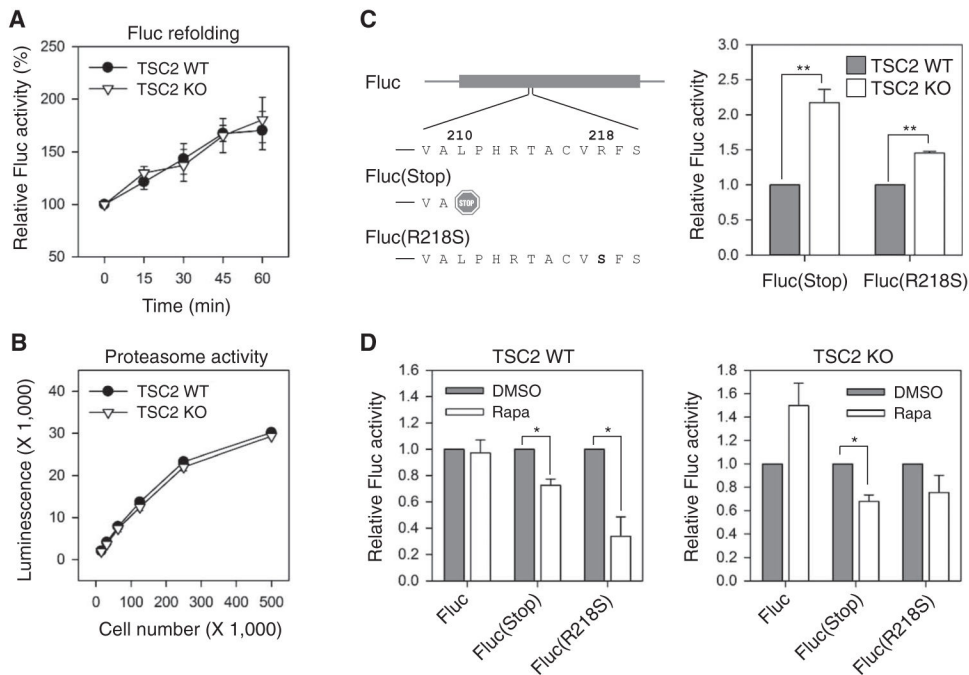 A
Fluc refolding
Relative Fluc activity (%)
250
200
150
100
50
TSC2 WT
TSC2 KO
0 15 30 45 60
Time (min)
B
Proteasome activity
Luminescence (X 1,000)
40
30
20
10
0
TSC2 WT
TSC2 KO
0 100 200 300 400 500
Cell number (X 1,000)
C
Fluc
210 218
V A L P H R T A C V R F S
Fluc(Stop)
V A STOP
Fluc(R218S)
V A L P H R T A C V S F S
Relative Fluc activity
3.0
2.5
2.0
1.5
1.0
0.5
0.0
TSC2 WT
TSC2 KO
**
**
Fluc(Stop) Fluc(R218S)
D
TSC2 WT
Relative Fluc activity
1.6
1.4
1.2
1.0
0.8
0.6
0.4
0.2
0.0
DMSO
Rapa
* *
Fluc
Fluc(Stop)
Fluc(R218S)
TSC2 KO
Relative Fluc activity
1.8
1.6
1.4
1.2
1.0
0.8
0.6
0.4
0.2
0.0
DMSO
Rapa
*
Fluc
Fluc(Stop)
Fluc(R218S)